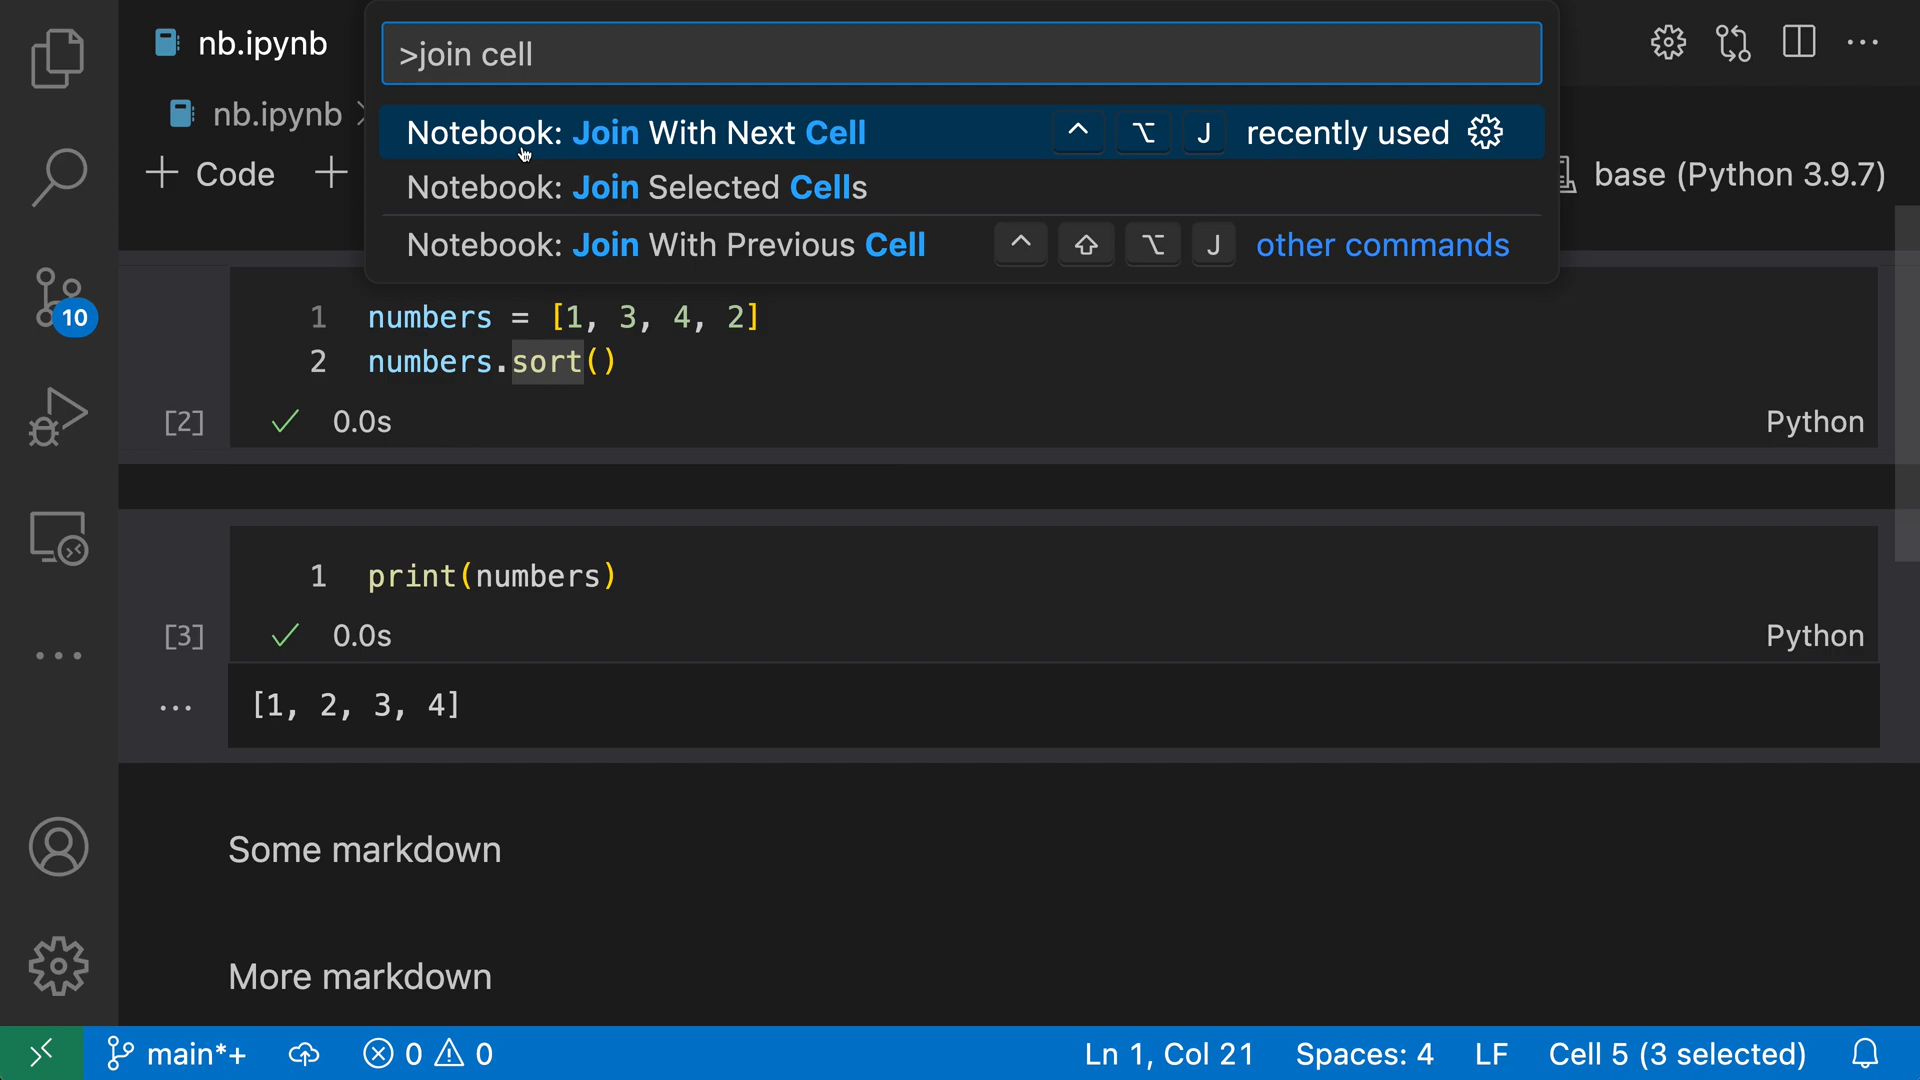 nb.ipynb
>join cell
nb.ipynb
Notebook: Join With Next Cell ^ ⌥ J recently used
Code base (Python 3.9.7)
Notebook: Join Selected Cells
Notebook: Join With Previous Cell ^ ⇧ ⌥ J other commands
10
1 numbers = [1, 3, 4, 2]
2 numbers.sort()
[2] ✓ 0.0s Python
1 print(numbers)
[3] ✓ 0.0s Python
... [1, 2, 3, 4]
Some markdown
More markdown
main*+ 0 0 Ln 1, Col 21 Spaces: 4 LF Cell 5 (3 selected)